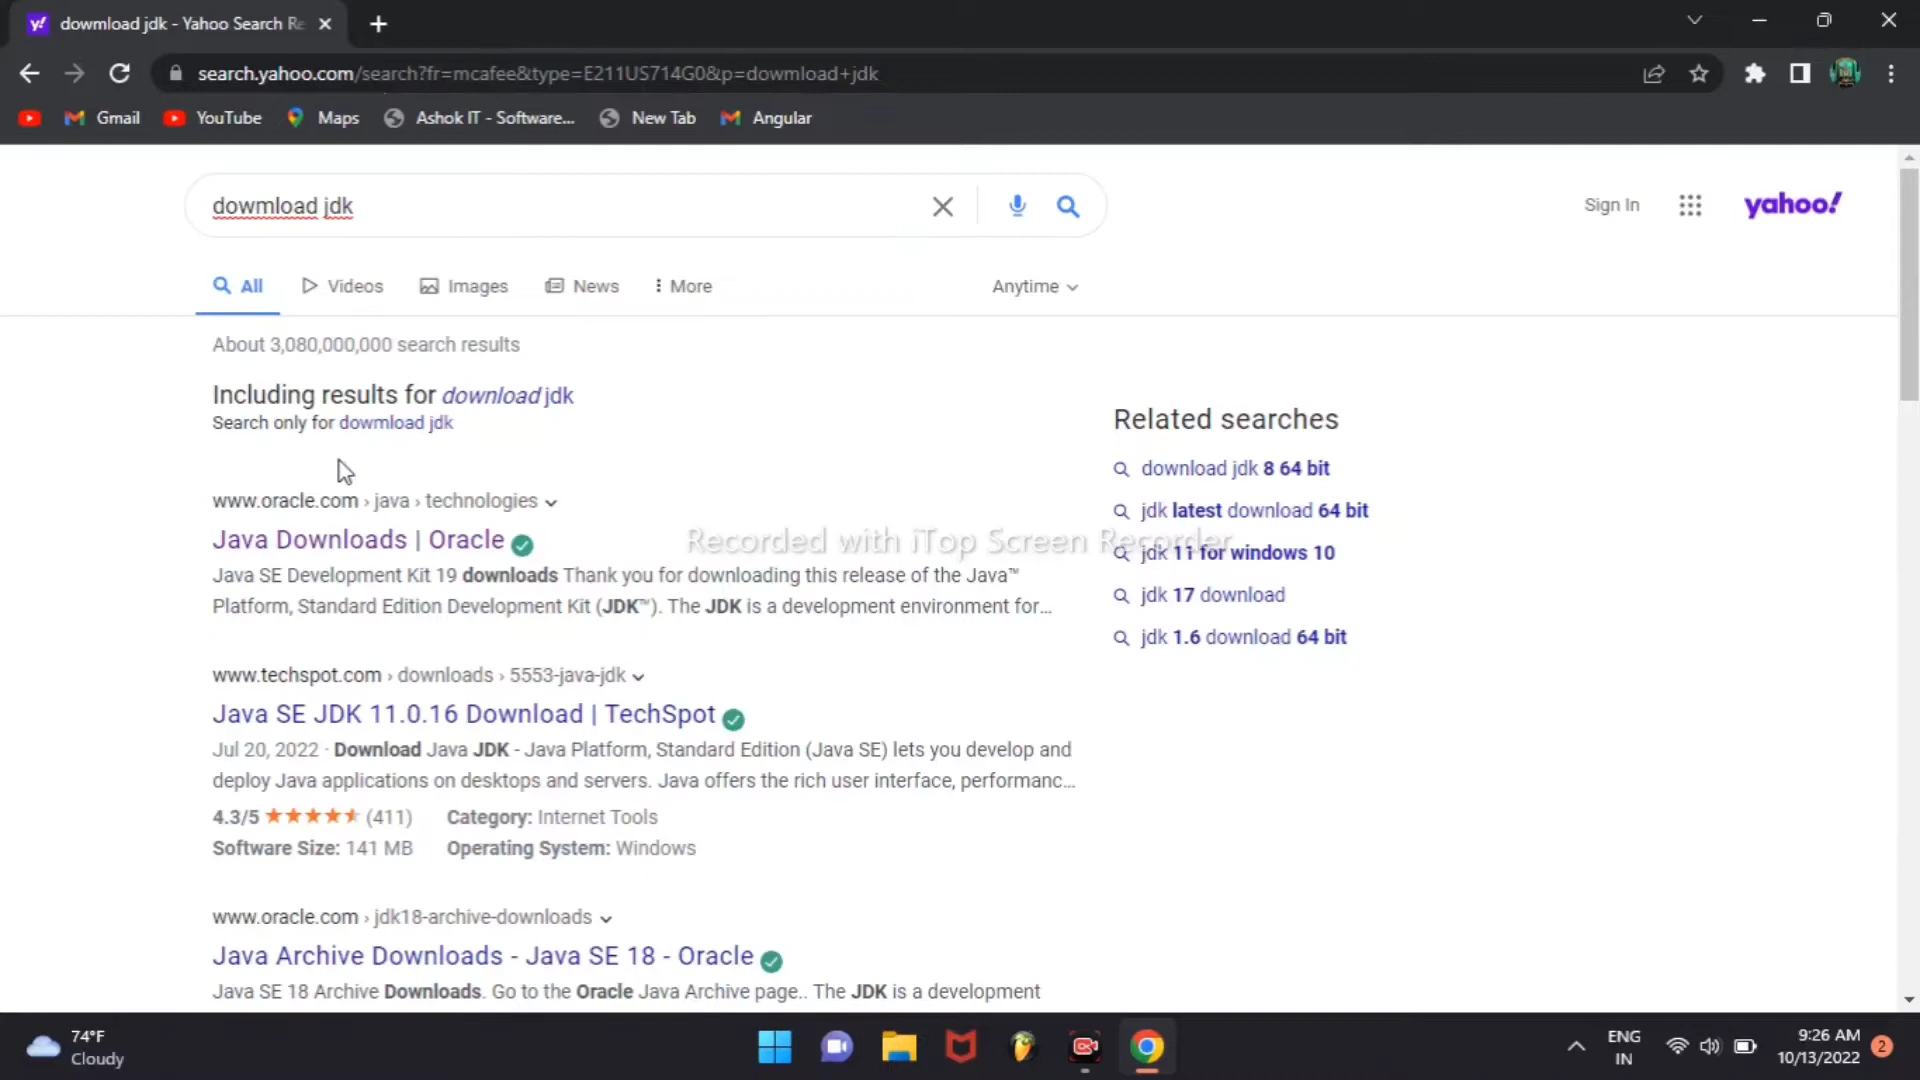 dowmload jdk - Yahoo Search Re
search.yahoo.com/search?fr=mcafee&type=E211US714G0&p=dowmload+jdk
Gmail YouTube Maps Ashok IT - Software... New Tab Angular
dowmload jdk
Sign In
yahoo!
All Videos Images News More Anytime
About 3,080,000,000 search results
Including results for download jdk
Search only for dowmload jdk
www.oracle.com › java › technologies
Java Downloads | Oracle
Java SE Development Kit 19 downloads Thank you for downloading this release of the Java™
Platform, Standard Edition Development Kit (JDK™). The JDK is a development environment for...
www.techspot.com › downloads › 5553-java-jdk
Java SE JDK 11.0.16 Download | TechSpot
Jul 20, 2022 · Download Java JDK - Java Platform, Standard Edition (Java SE) lets you develop and
deploy Java applications on desktops and servers. Java offers the rich user interface, performanc...
4.3/5 (411) Category: Internet Tools
Software Size: 141 MB Operating System: Windows
www.oracle.com › jdk18-archive-downloads
Java Archive Downloads - Java SE 18 - Oracle
Java SE 18 Archive Downloads. Go to the Oracle Java Archive page.. The JDK is a development
Related searches
download jdk 8 64 bit
jdk latest download 64 bit
jdk 11 for windows 10
jdk 17 download
jdk 1.6 download 64 bit
Recorded with iTop Screen Recorder
74°F
Cloudy
ENG
IN
9:26 AM
10/13/2022
2